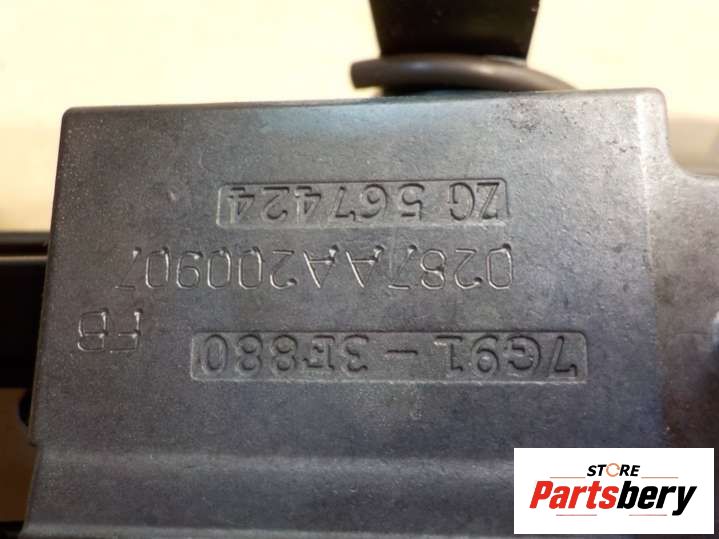 7G91-3F880
FB
0287AA200907
ZG 567424
STORE
Partsbery